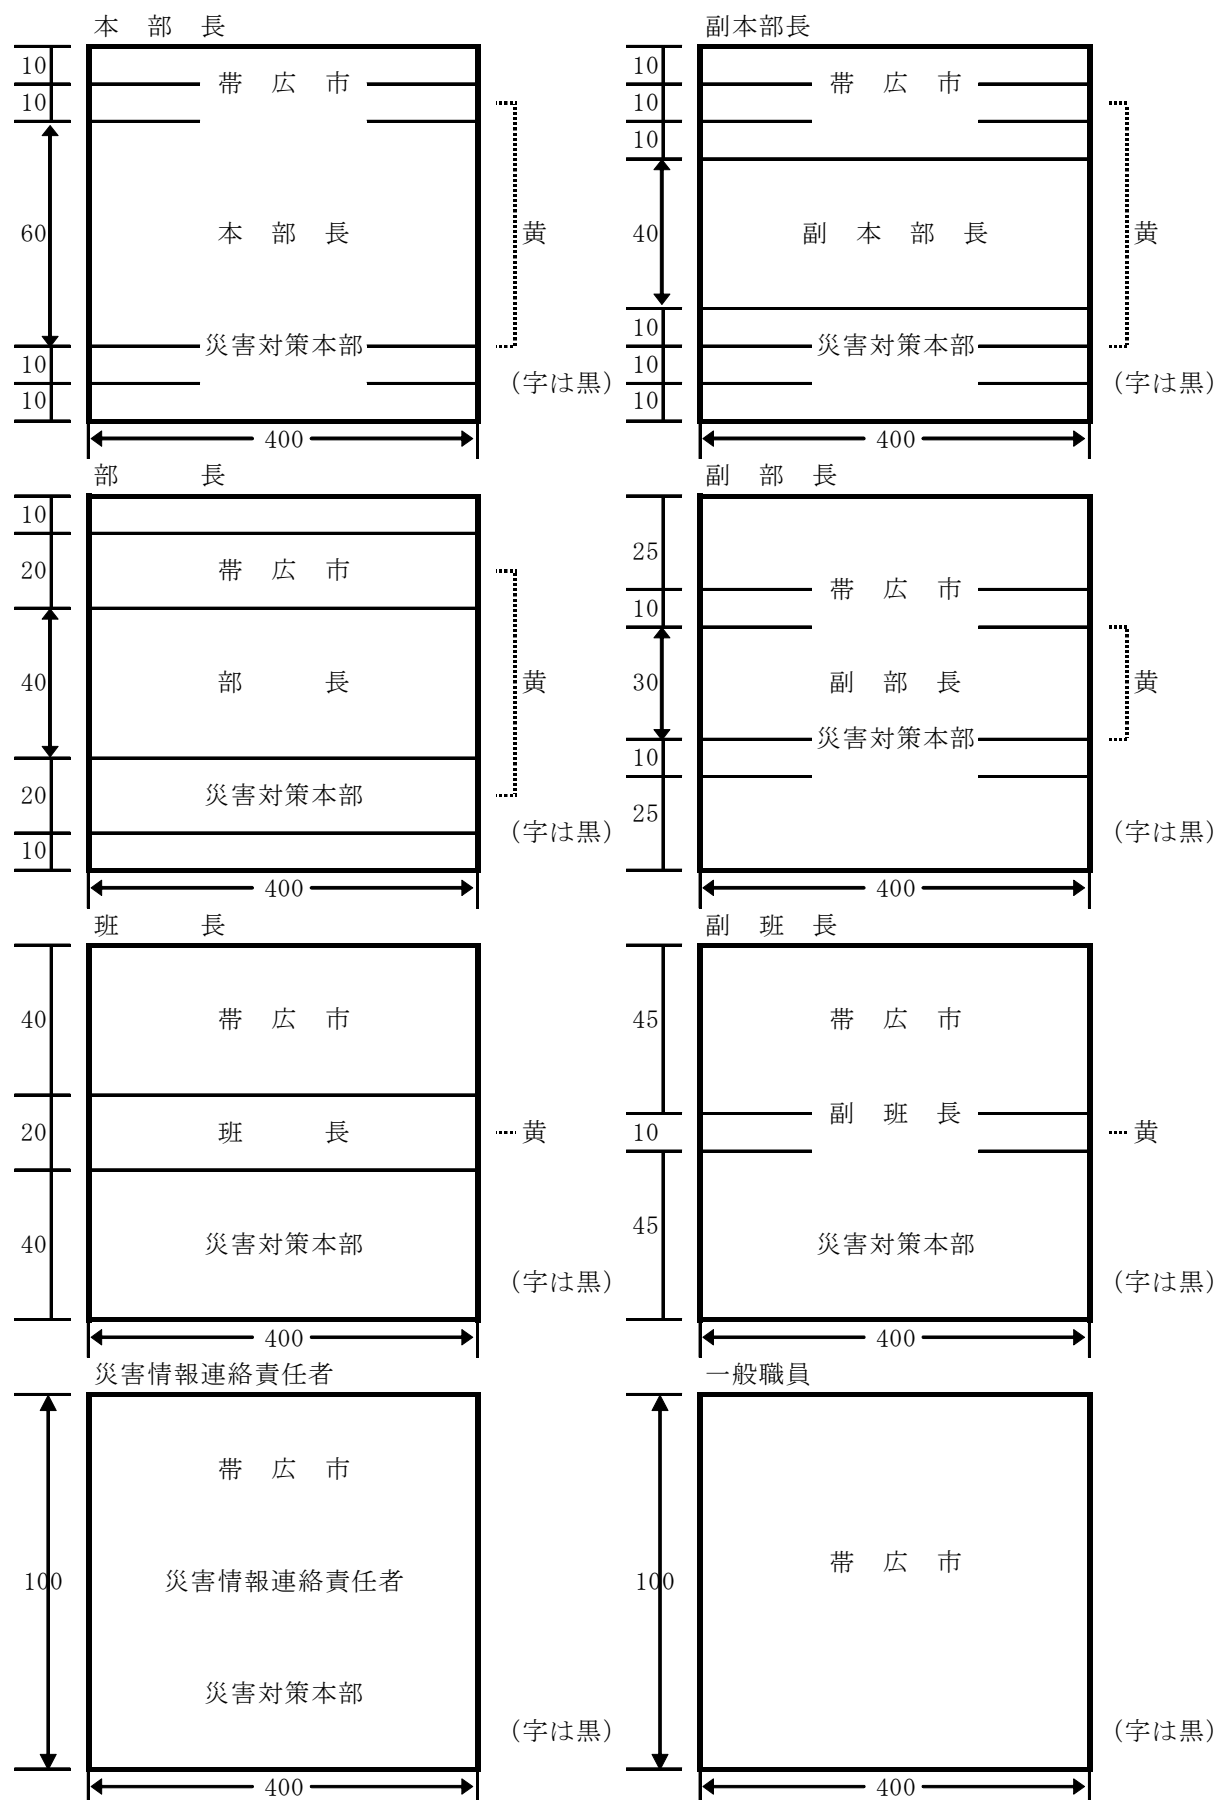 本　部　長
10
帯　広　市
10
60
本　部　長
黄
災害対策本部
10
（字は黒）
10
400
副本部長
10
帯　広　市
10
10
40
副　本　部　長
黄
10
災害対策本部
10
（字は黒）
10
400
部　　　長
10
20
帯　広　市
40
部　　　長
黄
20
災害対策本部
（字は黒）
10
400
副　部　長
25
帯　広　市
10
30
副　部　長
黄
災害対策本部
10
25
（字は黒）
400
班　　　長
40
帯　広　市
20
班　　　長
黄
40
災害対策本部
（字は黒）
400
副　班　長
45
帯　広　市
副　班　長
10
黄
45
災害対策本部
（字は黒）
400
災害情報連絡責任者
帯　広　市
100
災害情報連絡責任者
災害対策本部
（字は黒）
400
一般職員
帯　広　市
100
（字は黒）
400